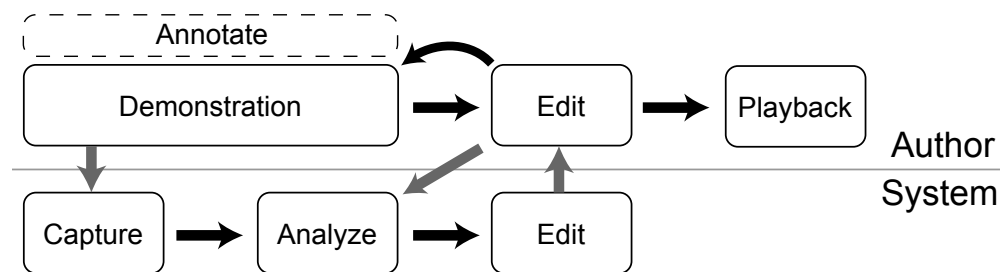 Annotate
Demonstration
Edit
Playback
Author
System
Capture
Analyze
Edit